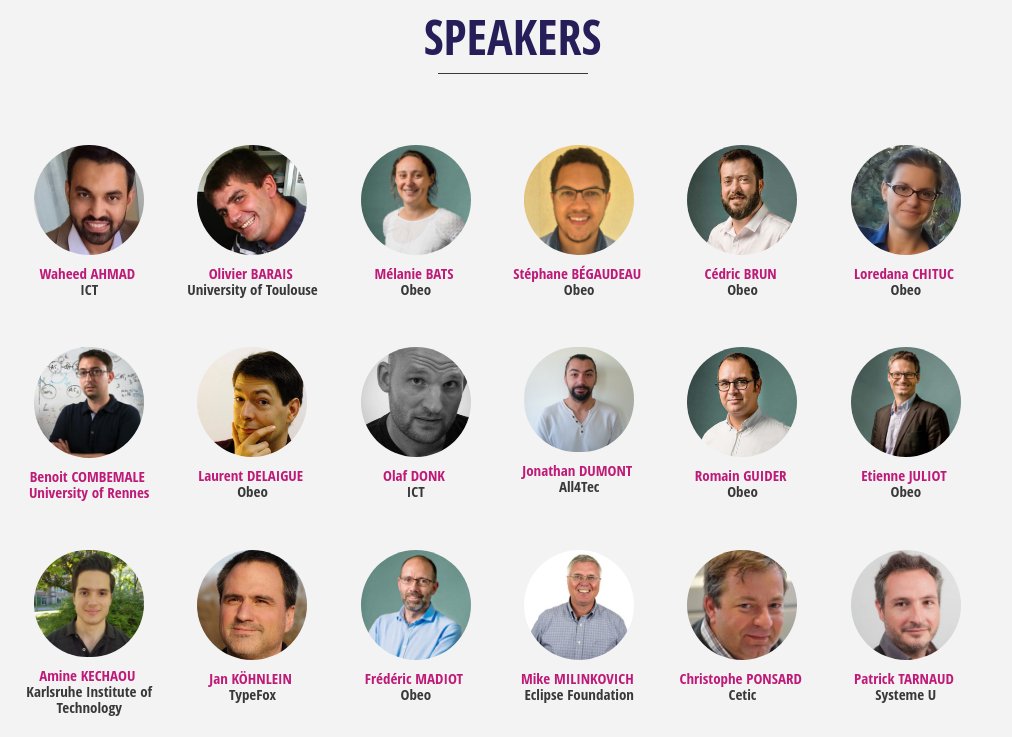 SPEAKERS
Waheed AHMAD
ICT
Olivier BARAIS
University of Toulouse
Mélanie BATS
Obeo
Stéphane BÉGAUDEAU
Obeo
Cédric BRUN
Obeo
Loredana CHITUC
Obeo
Benoit COMBEMALE
University of Rennes
Laurent DELAIGUE
Obeo
Olaf DONK
ICT
Jonathan DUMONT
All4Tec
Romain GUIDER
Obeo
Etienne JULIOT
Obeo
Amine KECHAOU
Karlsruhe Institute of
Technology
Jan KÖHNLEIN
TypeFox
Frédéric MADIOT
Obeo
Mike MILINKOVICH
Eclipse Foundation
Christophe PONSARD
Cetic
Patrick TARNAUD
Systeme U